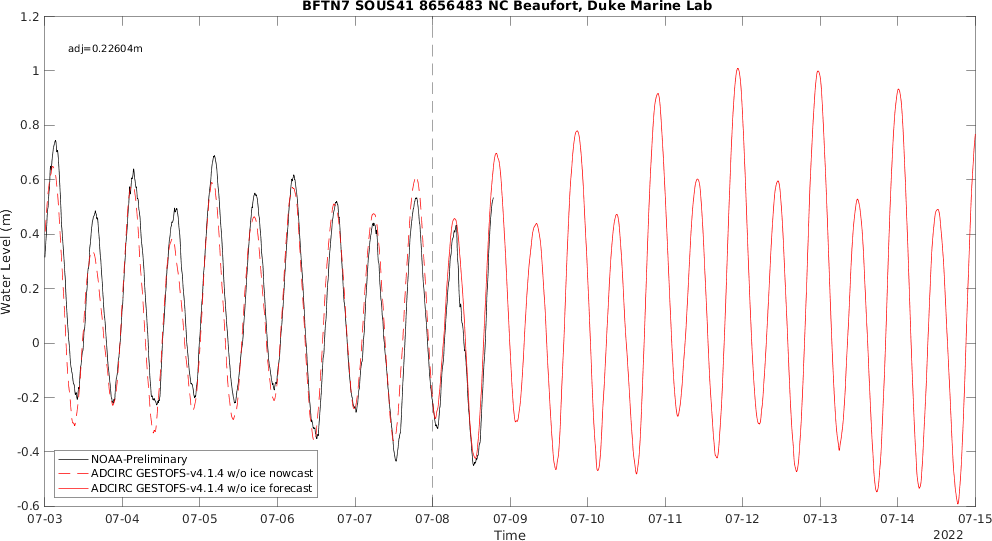 BFTN7 SOUS41 8656483 NC Beaufort, Duke Marine Lab
1.2
adj=0.22604m
1
0.8
0.6
0.4
0.2
0
-0.2
-0.4
-0.6
Water Level (m)
NOAA-Preliminary
ADCIRC GESTOFS-v4.1.4 w/o ice nowcast
ADCIRC GESTOFS-v4.1.4 w/o ice forecast
07-03 07-04 07-05 07-06 07-07 07-08 07-09 07-10 07-11 07-12 07-13 07-14 07-15
Time
2022